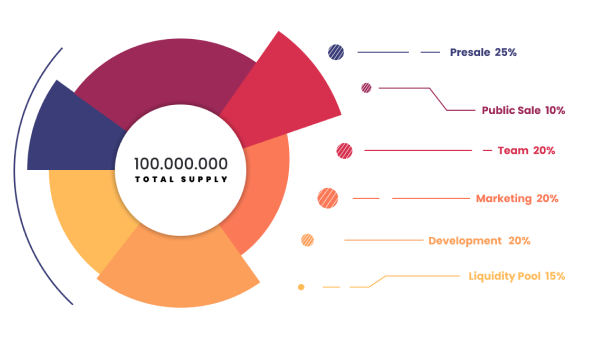 100.000.000
TOTAL SUPPLY
Presale 25%
Public Sale 10%
Team 20%
Marketing 20%
Development 20%
Liquidity Pool 15%